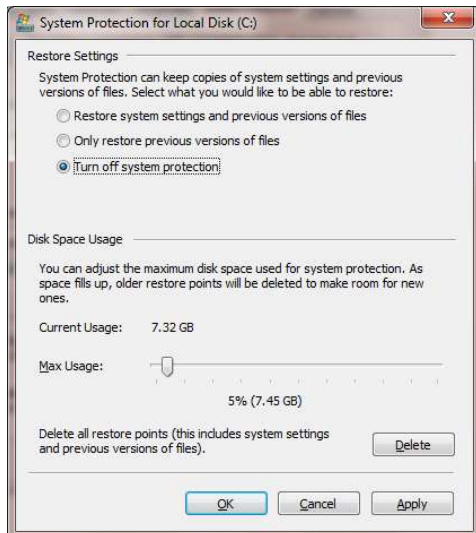 System Protection for Local Disk (C:)
Restore Settings
System Protection can keep copies of system settings and previous
versions of files. Select what you would like to be able to restore:
Restore system settings and previous versions of files
Only restore previous versions of files
Turn off system protection
Disk Space Usage
You can adjust the maximum disk space used for system protection. As
space fills up, older restore points will be deleted to make room for new
ones.
Current Usage: 7.32 GB
Max Usage:
5% (7.45 GB)
Delete all restore points (this includes system settings
and previous versions of files).
Delete
OK Cancel Apply